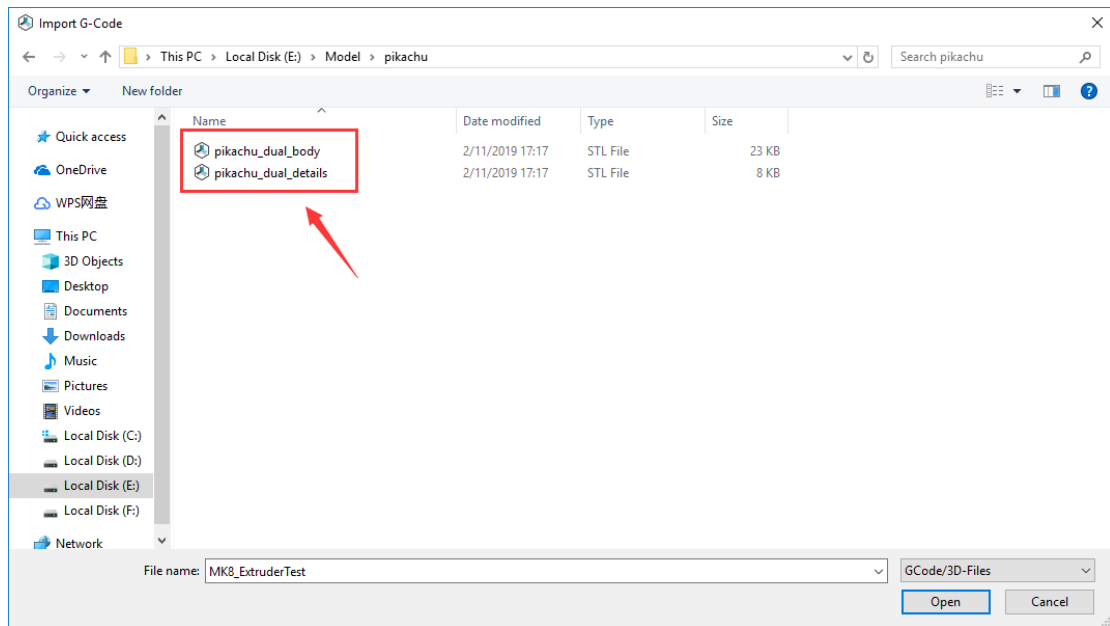 Import G-Code
This PC > Local Disk (E:) > Model > pikachu
Search pikachu
Organize New folder
Name Date modified Type Size
Quick access
OneDrive
WPS网盘
This PC
3D Objects
Desktop
Documents
Downloads
Music
Pictures
Videos
Local Disk (C:)
Local Disk (D:)
Local Disk (E:)
Local Disk (F:)
Network
pikachu_dual_body 2/11/2019 17:17 STL File 23 KB
pikachu_dual_details 2/11/2019 17:17 STL File 8 KB
File name: MK8_ExtruderTest GCode/3D-Files
Open Cancel